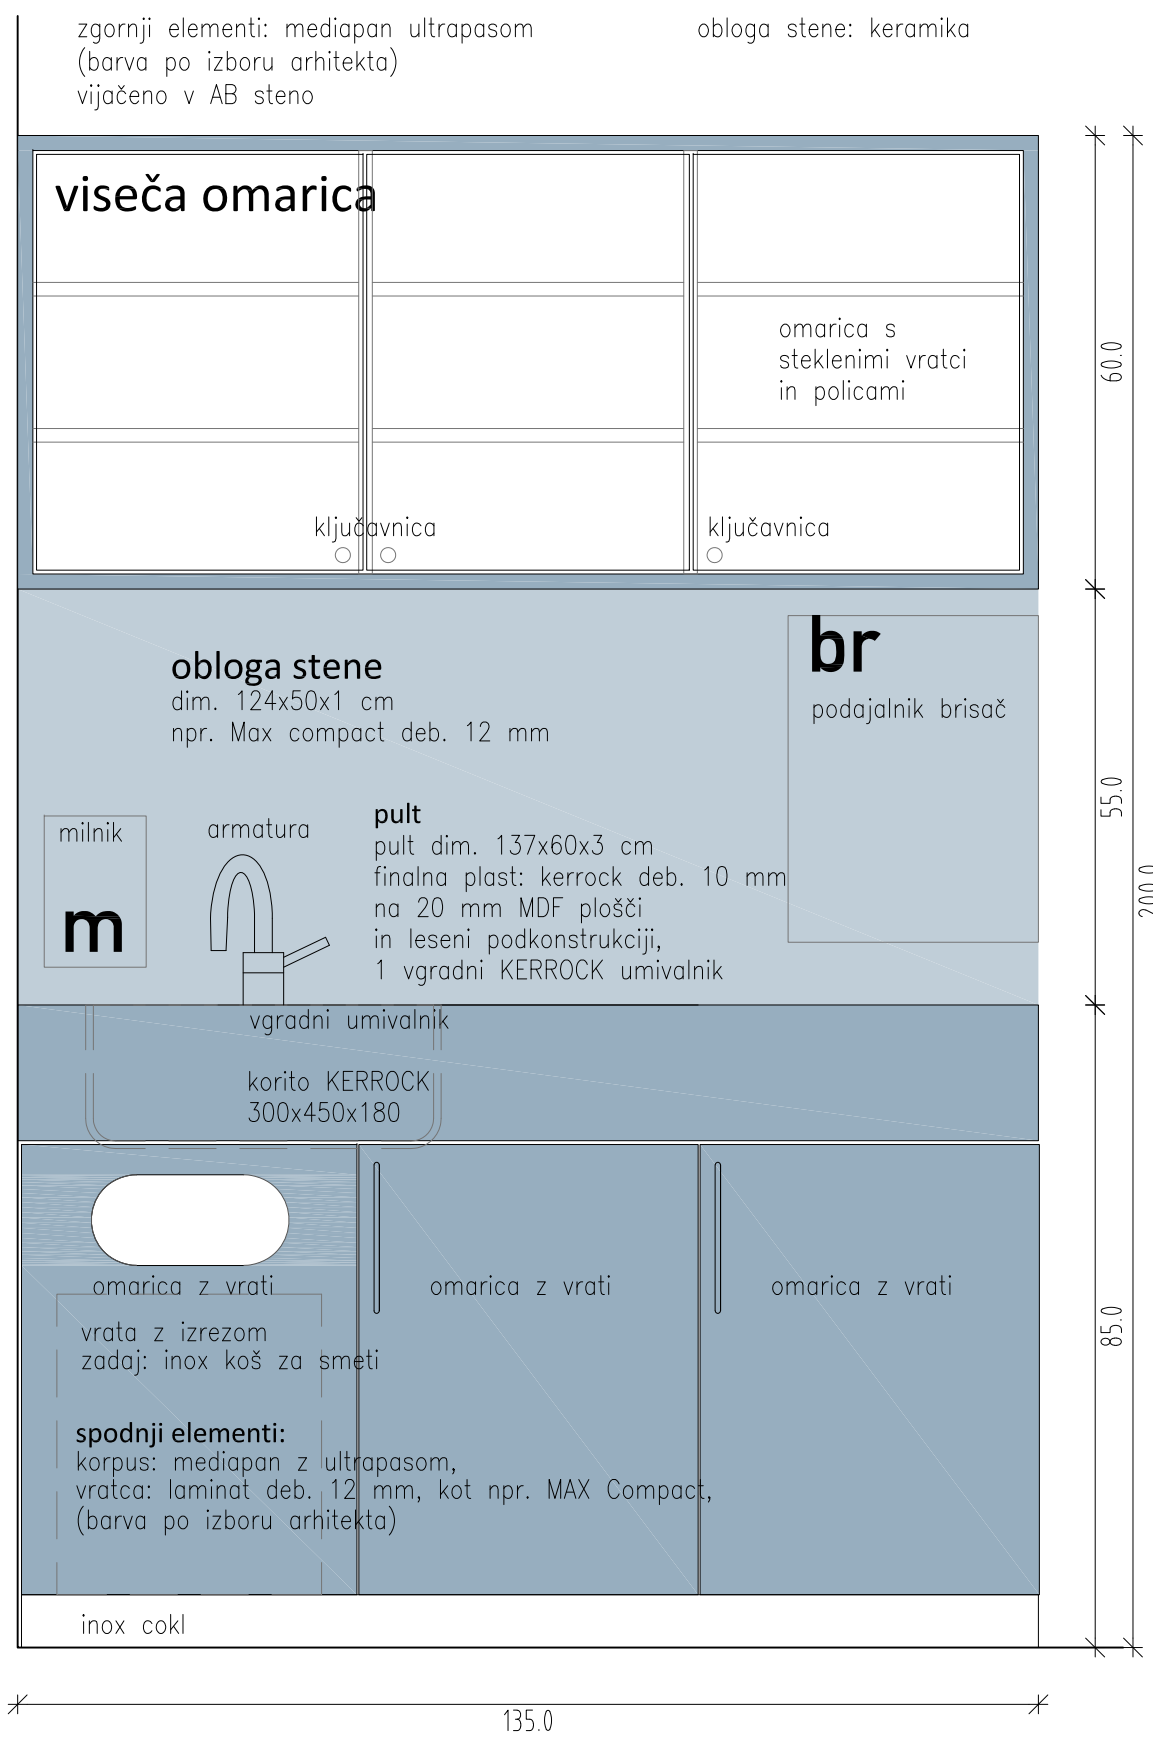 zgornji elementi: mediapan ultrapasom
(barva po izboru arhitekta)
vijačeno v AB steno
obloga stene: keramika
viseča omarica
omarica s
steklenimi vratci
in policami
ključavnica
ključavnica
60.0
obloga stene
dim. 124x50x1 cm
npr. Max compact deb. 12 mm
br
podajalnik brisač
milnik
m
armatura
pult
pult dim. 137x60x3 cm
finalna plast: kerrock deb. 10 mm
na 20 mm MDF plošči
in leseni podkonstrukciji,
1 vgradni KERROCK umivalnik
55.0
200.0
vgradni umivalnik
korito KERROCK
300x450x180
omarica z vrati
omarica z vrati
omarica z vrati
vrata z izrezom
zadaj: inox koš za smeti
85.0
spodnji elementi:
korpus: mediapan z ultrapasom,
vratca: laminat deb. 12 mm, kot npr. MAX Compact,
(barva po izboru arhitekta)
inox cokl
135.0